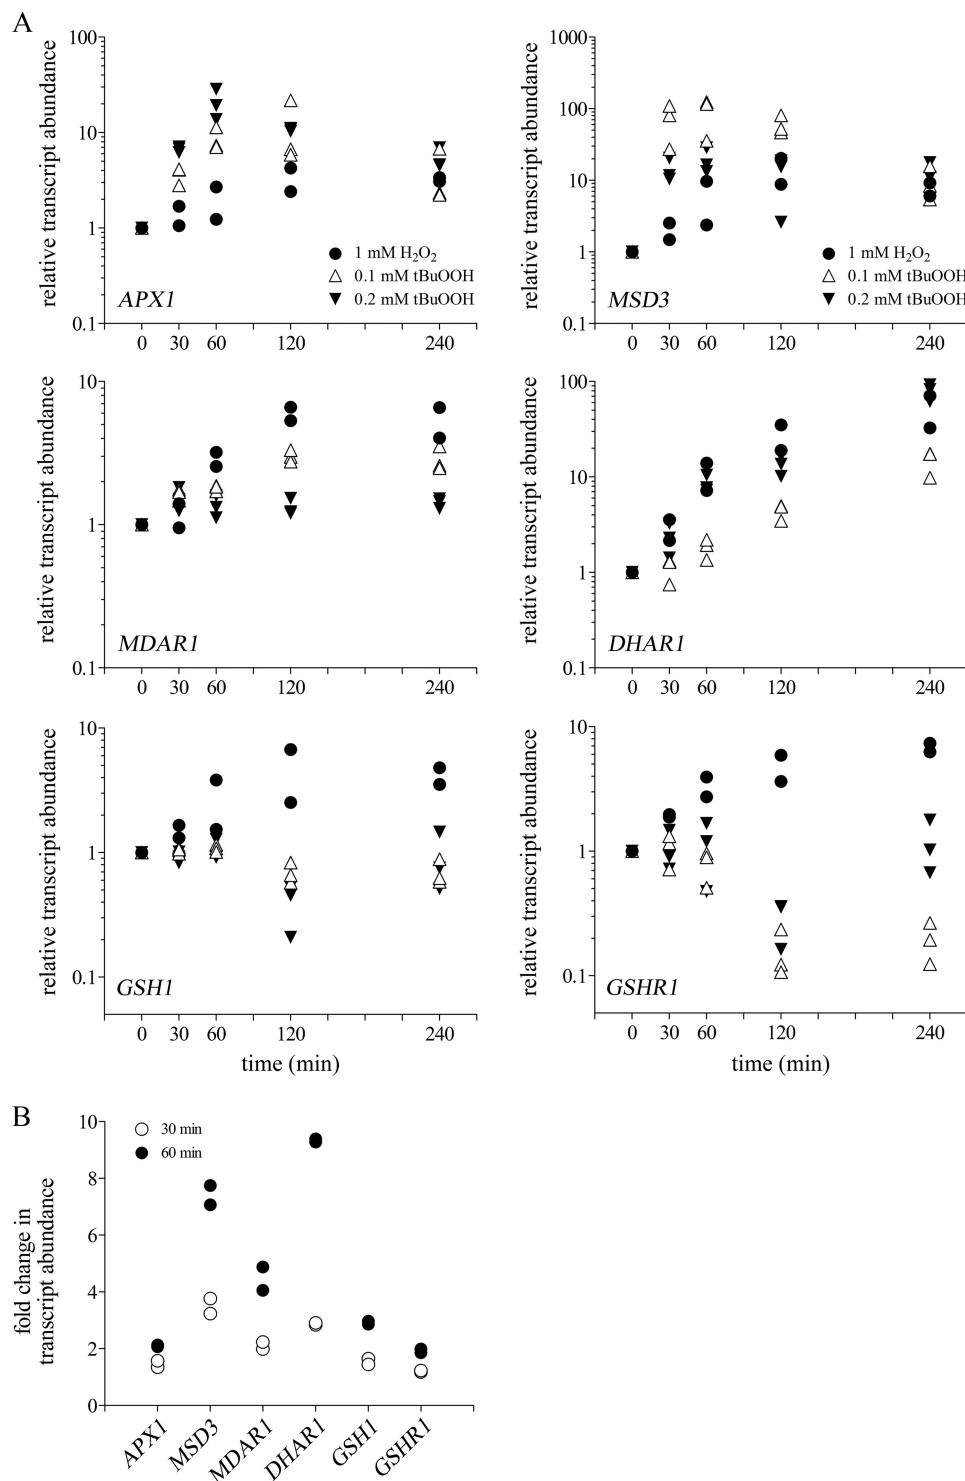 A
relative transcript abundance
100
10
1
0.1
1 mM H₂O₂
0.1 mM tBuOOH
0.2 mM tBuOOH
APX1
0 30 60 120 240
relative transcript abundance
1000
100
10
1
0.1
1 mM H₂O₂
0.1 mM tBuOOH
0.2 mM tBuOOH
MSD3
0 30 60 120 240
relative transcript abundance
10
1
0.1
MDAR1
0 30 60 120 240
relative transcript abundance
100
10
1
0.1
DHAR1
0 30 60 120 240
relative transcript abundance
10
1
0.1
GSH1
0 30 60 120 240
time (min)
relative transcript abundance
10
1
0.1
GSHR1
0 30 60 120 240
time (min)
B
fold change in
transcript abundance
10
8
6
4
2
0
30 min
60 min
APX1
MSD3
MDAR1
DHAR1
GSH1
GSHR1